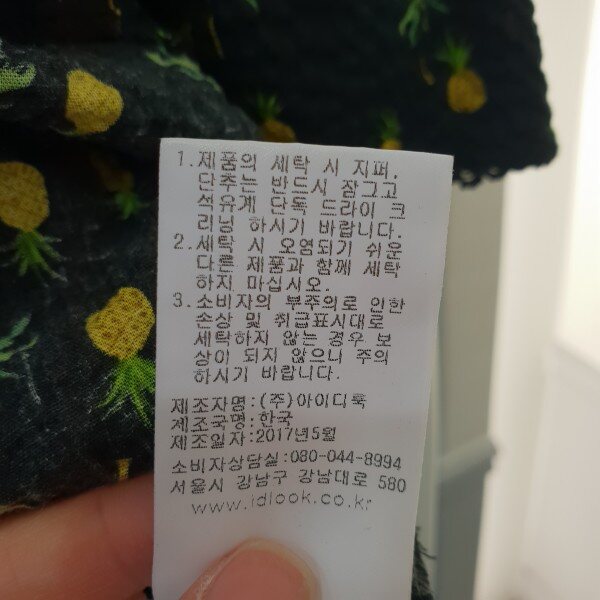 1.제품의 세탁 시 지퍼,
단추는 반드시 잠그고
석유계 단독 드라이 크
리닝 하시기 바랍니다.
2.세탁 시 오염되기 쉬운
다른 제품과 함께 세탁
하지 마십시오.
3.소비자의 부주의로 인한
손상 및 취급표시대로
세탁하지 않는 경우 보
상이 되지 않으니 주의
하시기 바랍니다.
제조자명:(주)아이디룩
제조국명:한국
제조일자:2017년5월
소비자상담실:080-044-8994
서울시 강남구 강남대로 580
www.idlook.co.kr